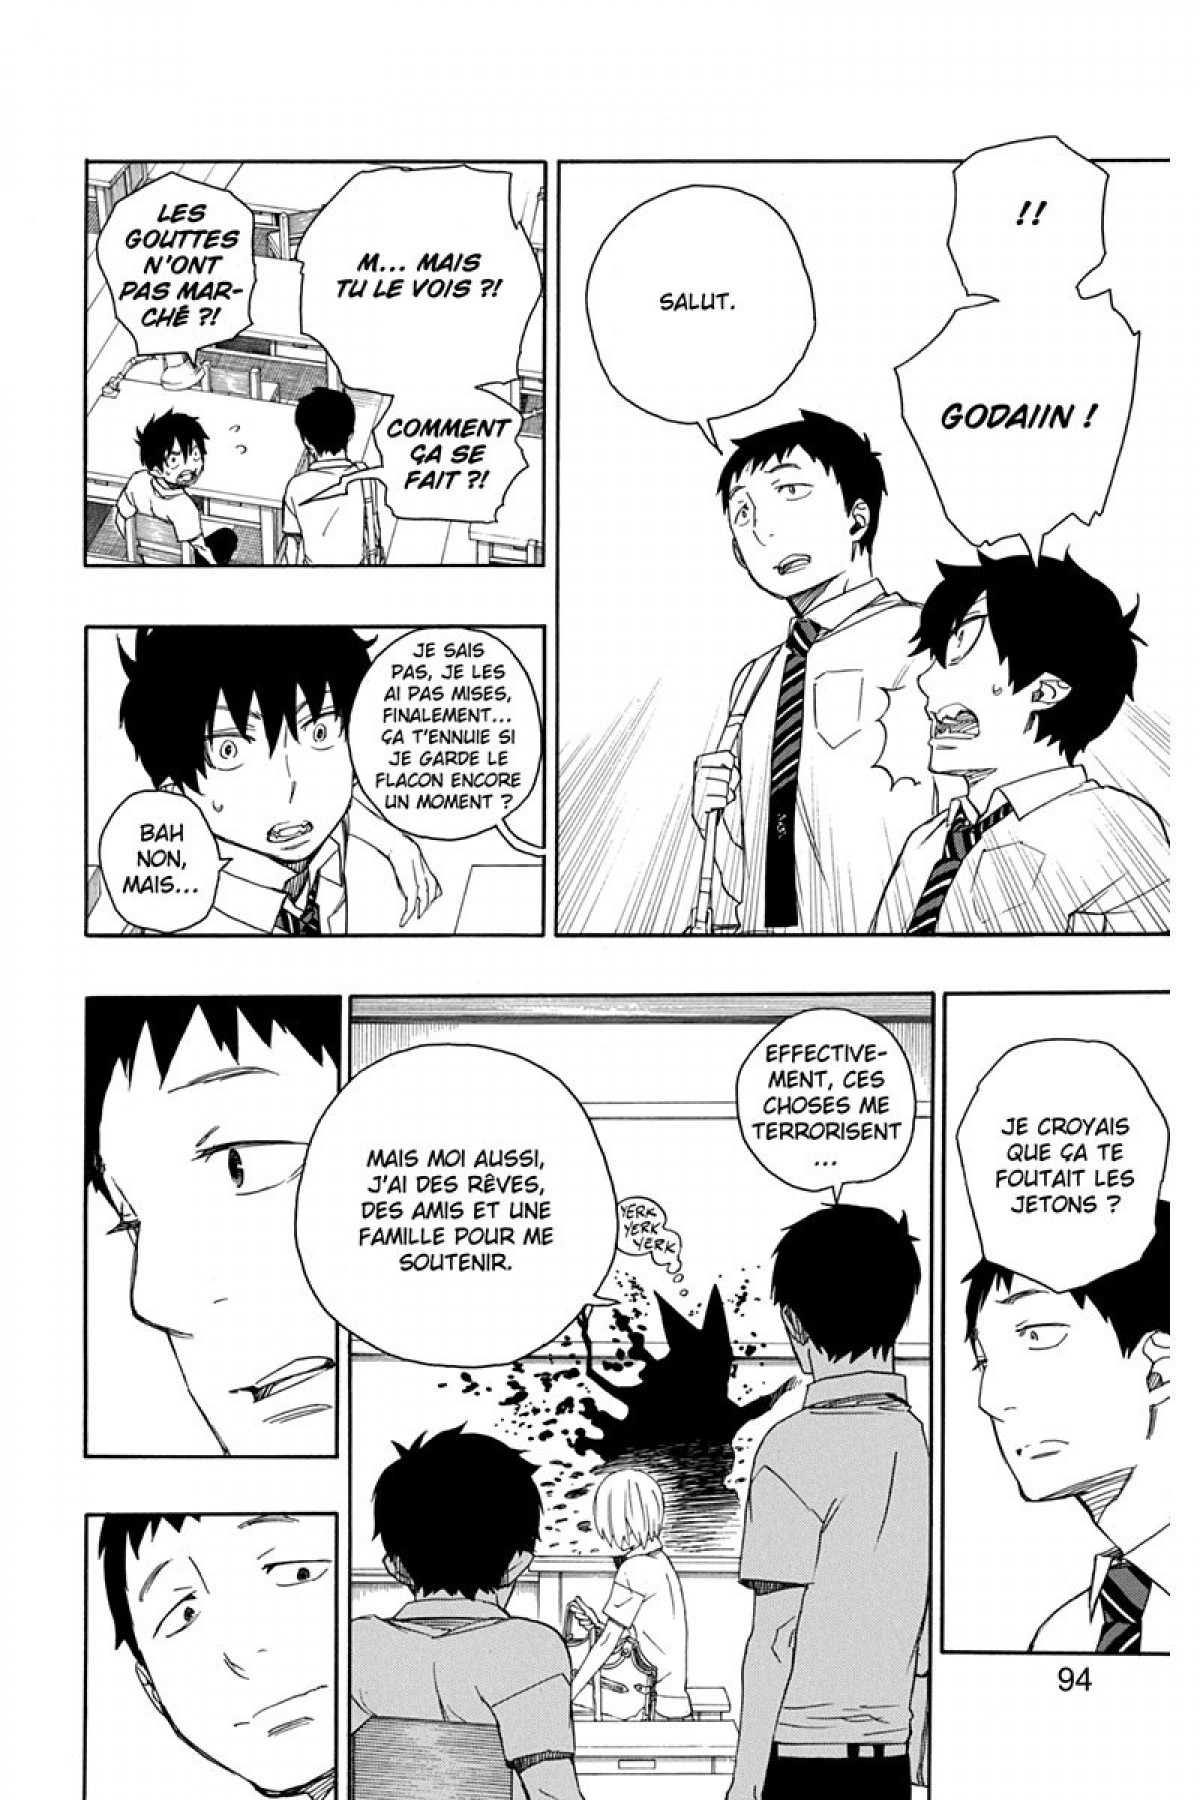 !!
GODAIIN !
SALUT.
M... MAIS
TU LE VOIS ?!
COMMENT
ÇA SE
FAIT ?!
LES
GOUTTES
N'ONT
PAS MAR-
CHÉ ?!
JE SAIS
PAS, JE LES
AI PAS MISES,
FINALEMENT...
ÇA T'ENNUIE SI
JE GARDE LE
FLACON ENCORE
UN MOMENT ?
BAH
NON,
MAIS...
JE CROYAIS
QUE ÇA TE
FOUTAIT LES
JETONS ?
EFFECTIVE-
MENT, CES
CHOSES ME
TERRORISENT
...
YERK
YERK
YERK
MAIS MOI AUSSI,
J'AI DES RÊVES,
DES AMIS ET UNE
FAMILLE POUR ME
SOUTENIR.
94